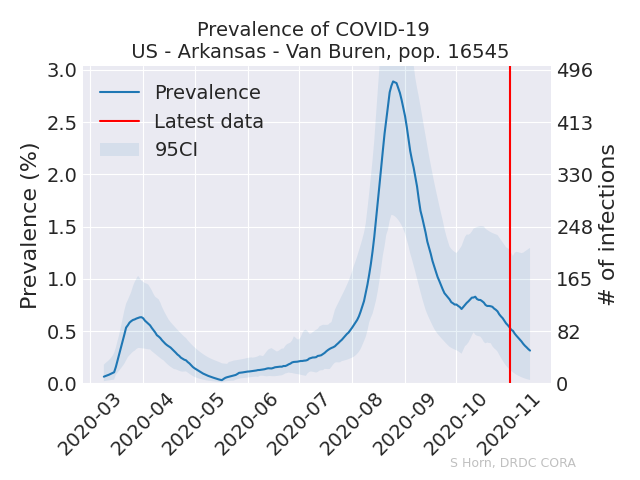 Prevalence of COVID-19
US - Arkansas - Van Buren, pop. 16545
Prevalence
Latest data
95CI
Prevalence (%)
3.0
2.5
2.0
1.5
1.0
0.5
0.0
496
413
330
248
165
82
0
# of infections
2020-03
2020-04
2020-05
2020-06
2020-07
2020-08
2020-09
2020-10
2020-11
S Horn, DRDC CORA